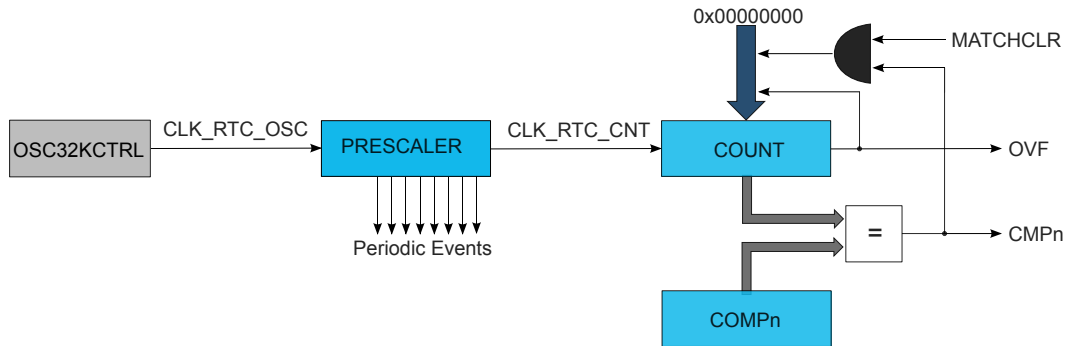 0x00000000
MATCHCLR
OSC32KCTRL
CLK_RTC_OSC
PRESCALER
CLK_RTC_CNT
COUNT
OVF
Periodic Events
=
CMPn
COMPn